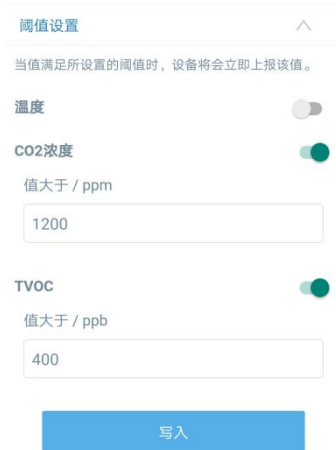 阈值设置
当值满足所设置的阈值时，设备将会立即上报该值。
温度
CO2浓度
值大于 / ppm
1200
TVOC
值大于 / ppb
400
写入